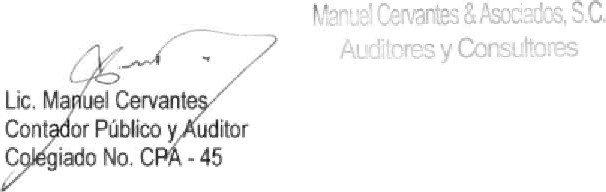 Manuel Cervantes & Asociados, S.C.
Auditores y Consultores
Lic. Manuel Cervantes
Contador Público y Auditor
Colegiado No. CPA - 45